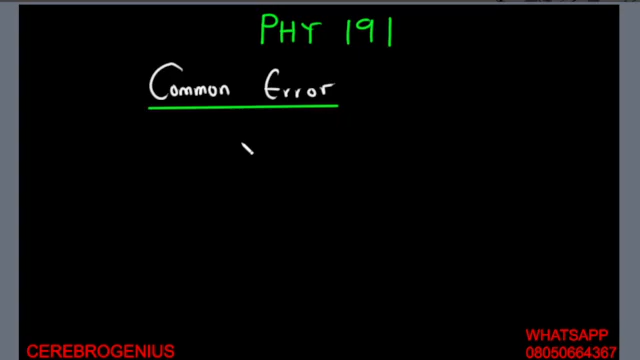 PHY 191
Common Error
CEREBROGENIUS
WHATSAPP
08050664367